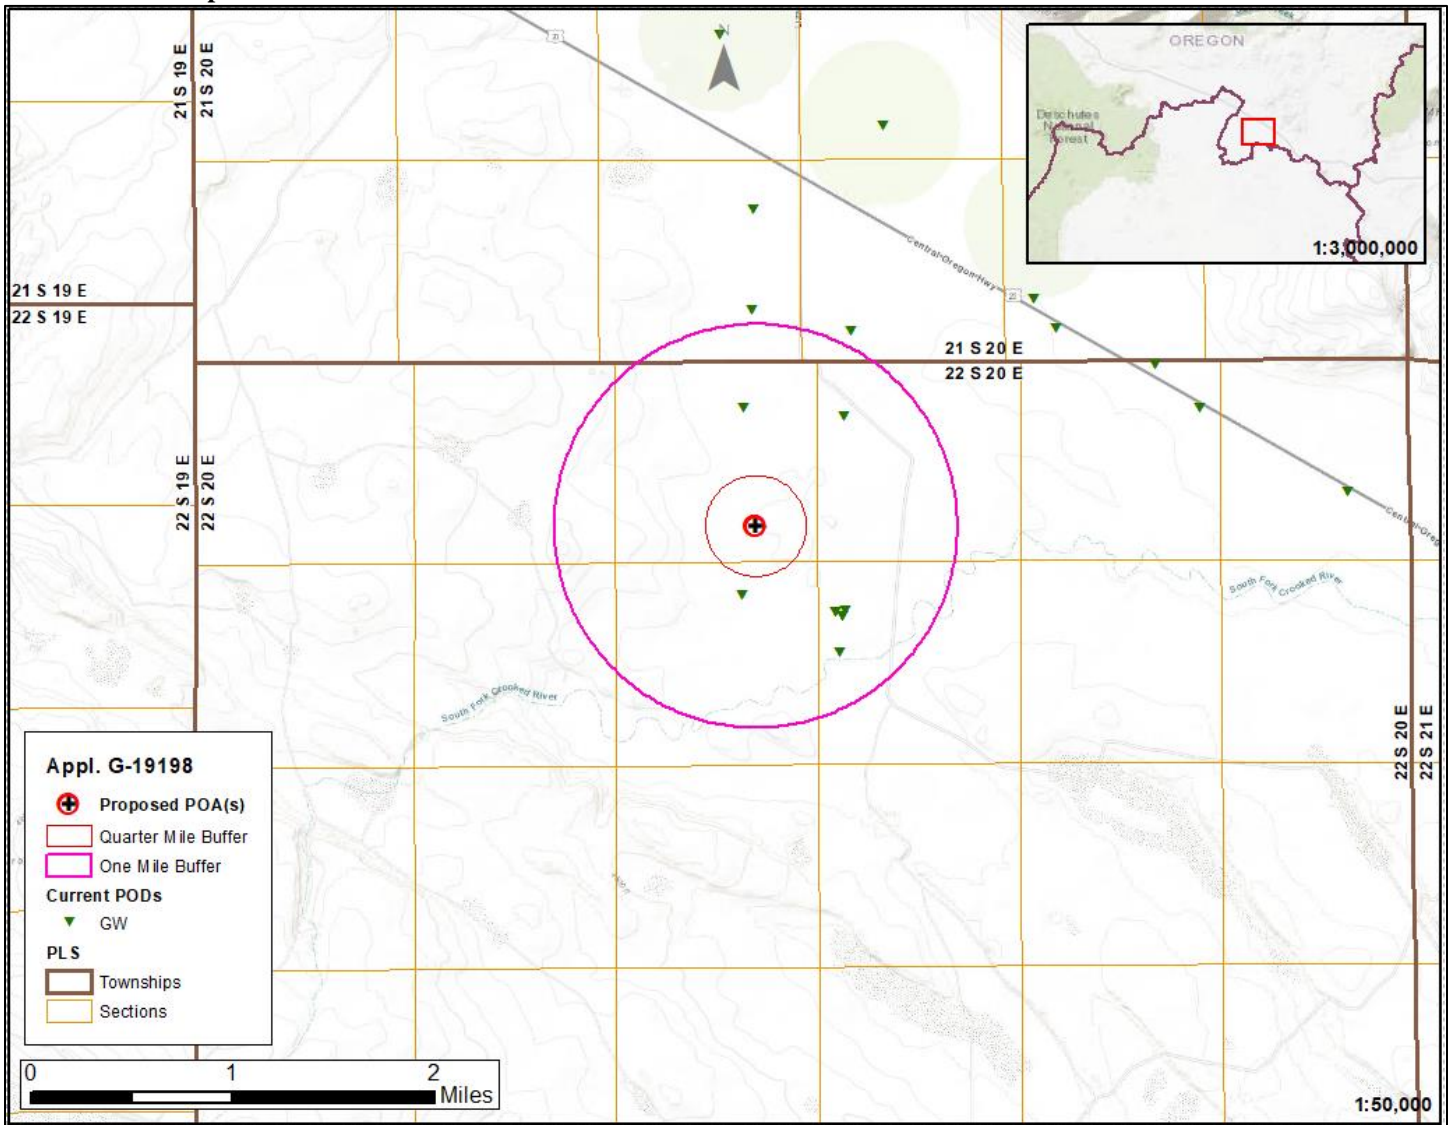 N
OREGON
Deschutes
National
Forest
1:3,000,000
21 S 19 E
21 S 20 E
Central Oregon Hwy
21 S 19 E
22 S 19 E
21 S 20 E
22 S 20 E
22 S 19 E
22 S 20 E
Central Oreg
South Fork Crooked River
South Fork Crooked River
22 S 20 E
22 S 21 E
Appl. G-19198
Proposed POA(s)
Quarter Mile Buffer
One Mile Buffer
Current PODs
GW
PLS
Townships
Sections
0 1 2
Miles
1:50,000